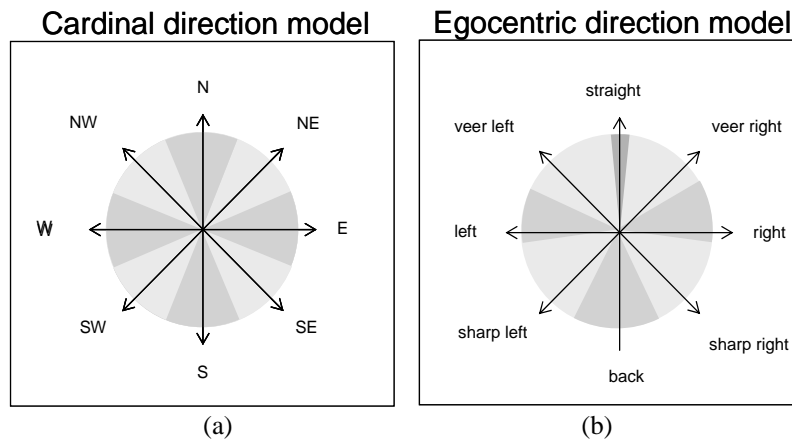 Cardinal direction model
N
NW
NE
W
E
SW
SE
S
(a)
Egocentric direction model
straight
veer left
veer right
left
right
sharp left
sharp right
back
(b)